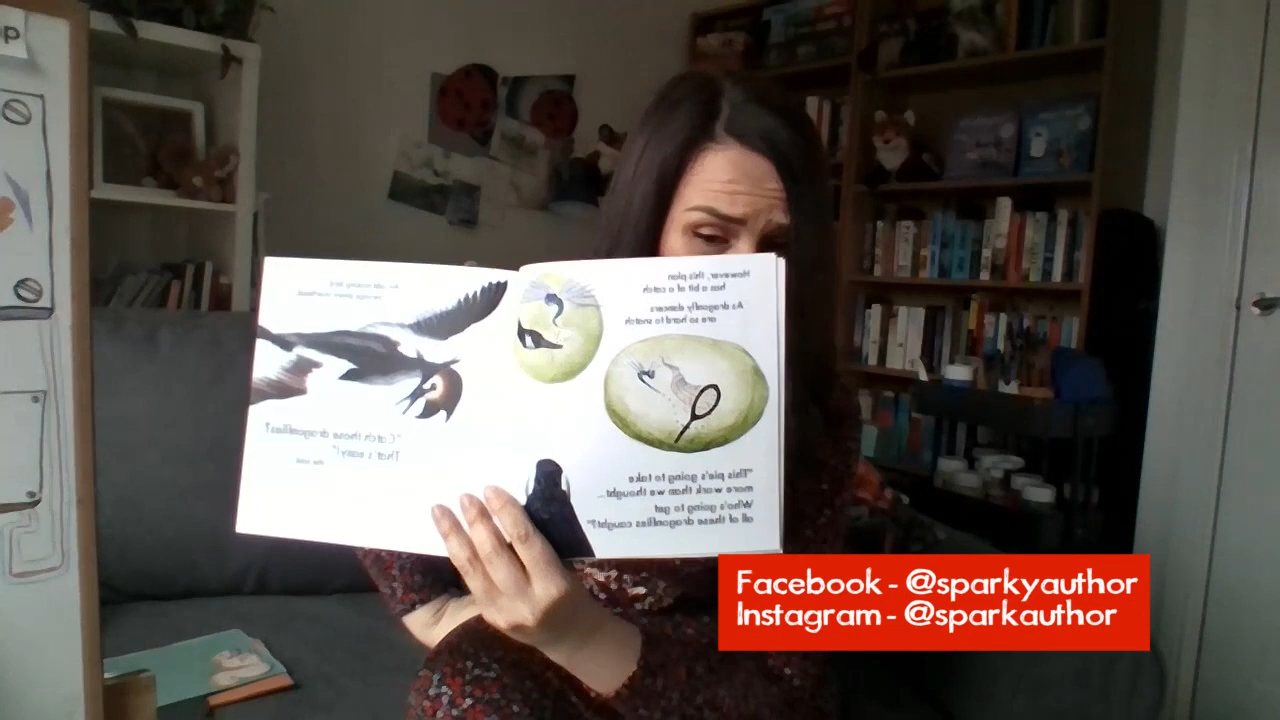 However, this plan
has a bit of a catch
As dragonfly dancers
are so hard to snatch
"Catch those dragonflies?
That's easy!"
she said.
"This pie's going to take
more work than we thought...
Who's going to get
all of these dragonflies caught?"
Facebook - @sparkyauthor
Instagram - @sparkauthor
P